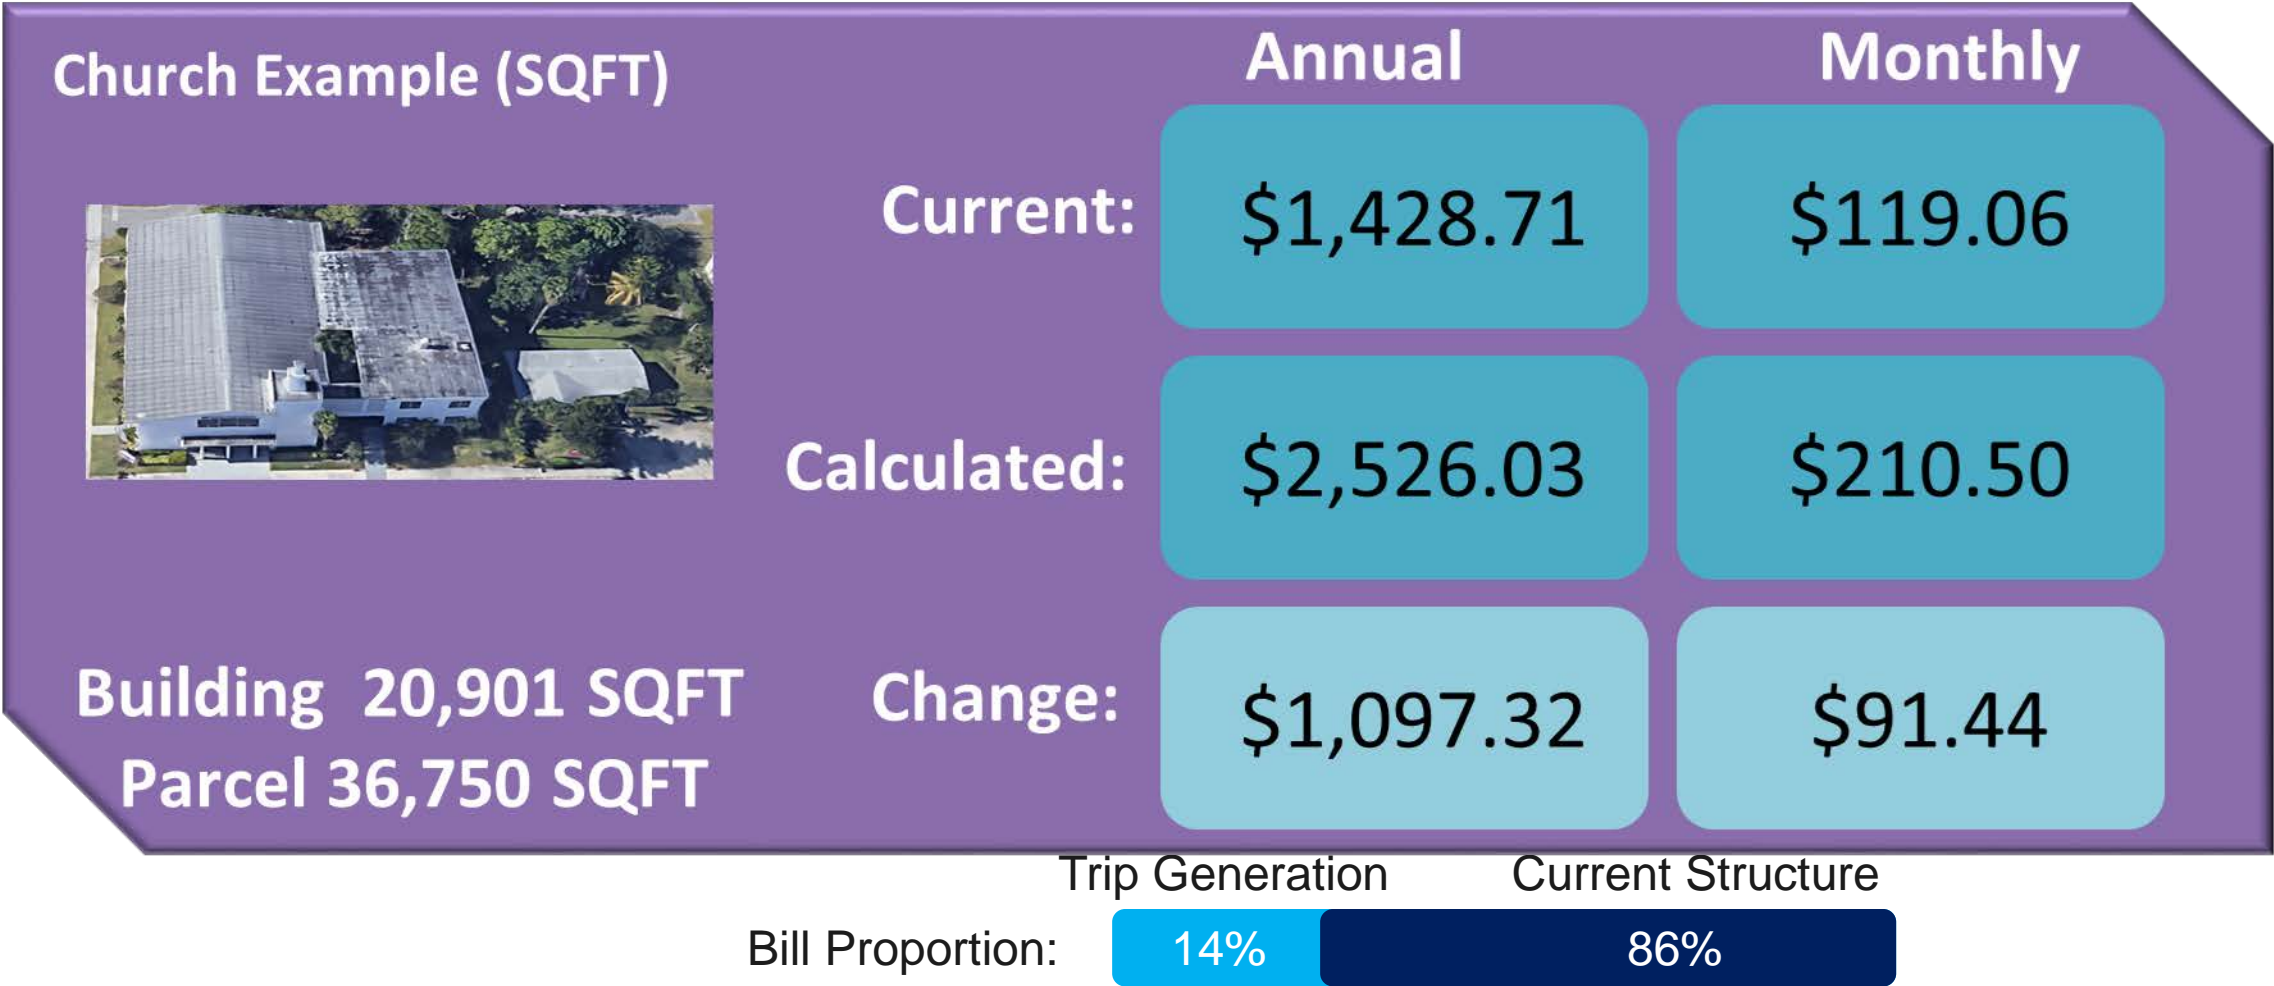 Church Example (SQFT)
Annual Monthly
Current: $1,428.71 $119.06
Calculated: $2,526.03 $210.50
Change: $1,097.32 $91.44
Building 20,901 SQFT
Parcel 36,750 SQFT
Trip Generation Current Structure
Bill Proportion: 14% 86%